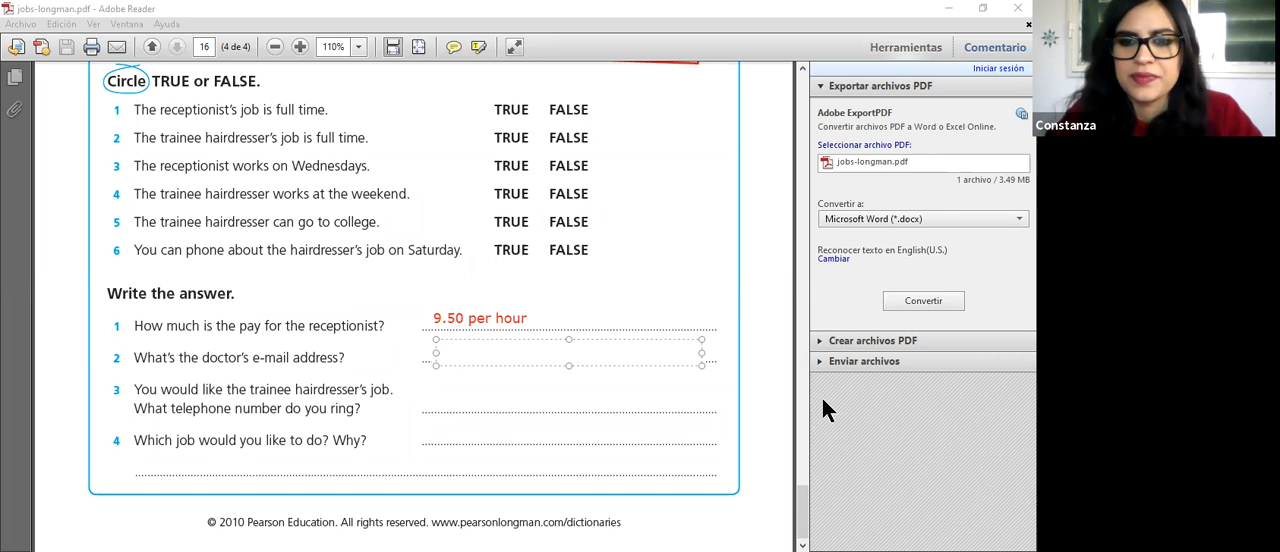 jobs-longman.pdf - Adobe Reader
Archivo Edición Ver Ventana Ayuda
16 (4 de 4) 110% Herramientas Comentario
Circle TRUE or FALSE.
1 The receptionist's job is full time. TRUE FALSE
2 The trainee hairdresser's job is full time. TRUE FALSE
3 The receptionist works on Wednesdays. TRUE FALSE
4 The trainee hairdresser works at the weekend. TRUE FALSE
5 The trainee hairdresser can go to college. TRUE FALSE
6 You can phone about the hairdresser's job on Saturday. TRUE FALSE
Write the answer.
1 How much is the pay for the receptionist? 9.50 per hour
2 What's the doctor's e-mail address?
3 You would like the trainee hairdresser's job.
What telephone number do you ring?
4 Which job would you like to do? Why?
© 2010 Pearson Education. All rights reserved. www.pearsonlongman.com/dictionaries
Iniciar sesión
Exportar archivos PDF
Adobe ExportPDF
Convertir archivos PDF a Word o Excel Online.
Seleccionar archivo PDF:
jobs-longman.pdf
1 archivo / 3.49 MB
Convertir a:
Microsoft Word (*.docx)
Reconocer texto en English(U.S.)
Cambiar
Convertir
Crear archivos PDF
Enviar archivos
Constanza